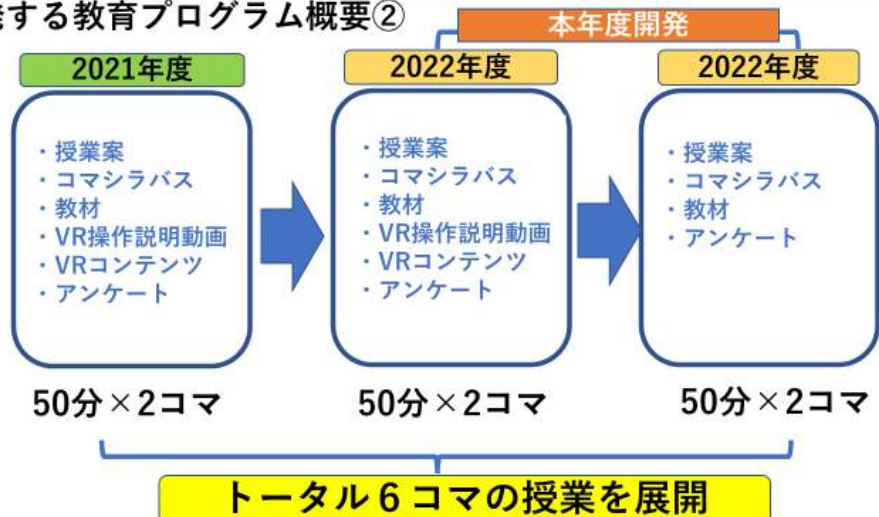 する教育プログラム概要②
本年度開発
2021年度
・授業案
・コマシラバス
・教材
・VR操作説明動画
・VRコンテンツ
・アンケート
50分×2コマ
2022年度
・授業案
・コマシラバス
・教材
・VR操作説明動画
・VRコンテンツ
・アンケート
50分×2コマ
2022年度
・授業案
・コマシラバス
・教材
・アンケート
50分×2コマ
トータル６コマの授業を展開